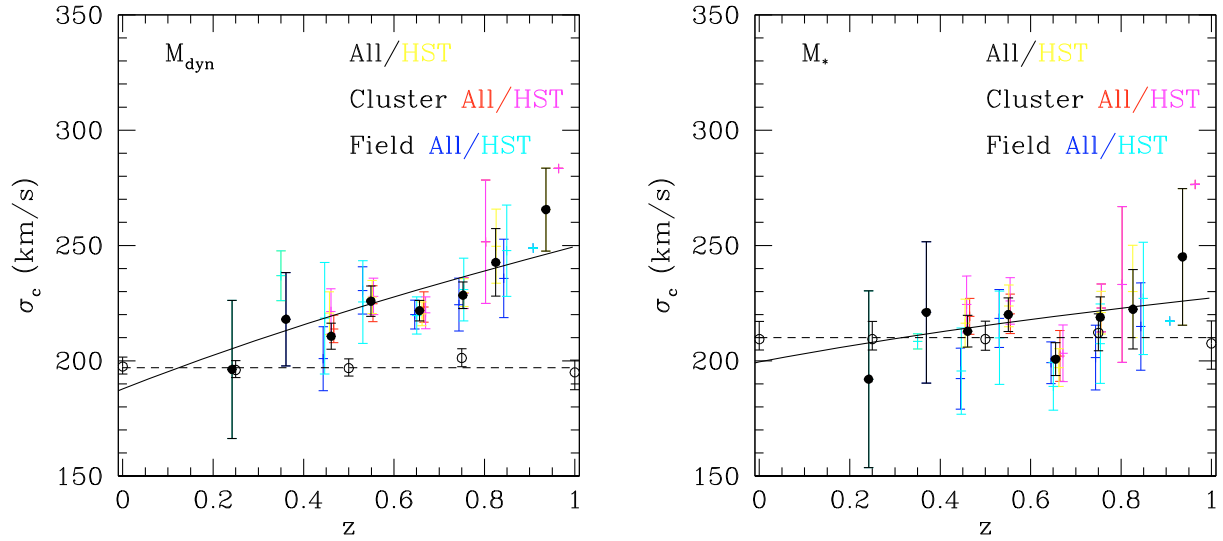 M_dyn
All/HST
Cluster All/HST
Field All/HST
350
300
250
200
150
σ_c (km/s)
0 0.2 0.4 0.6 0.8 1
z
M_*
All/HST
Cluster All/HST
Field All/HST
350
300
250
200
150
σ_c (km/s)
0 0.2 0.4 0.6 0.8 1
z